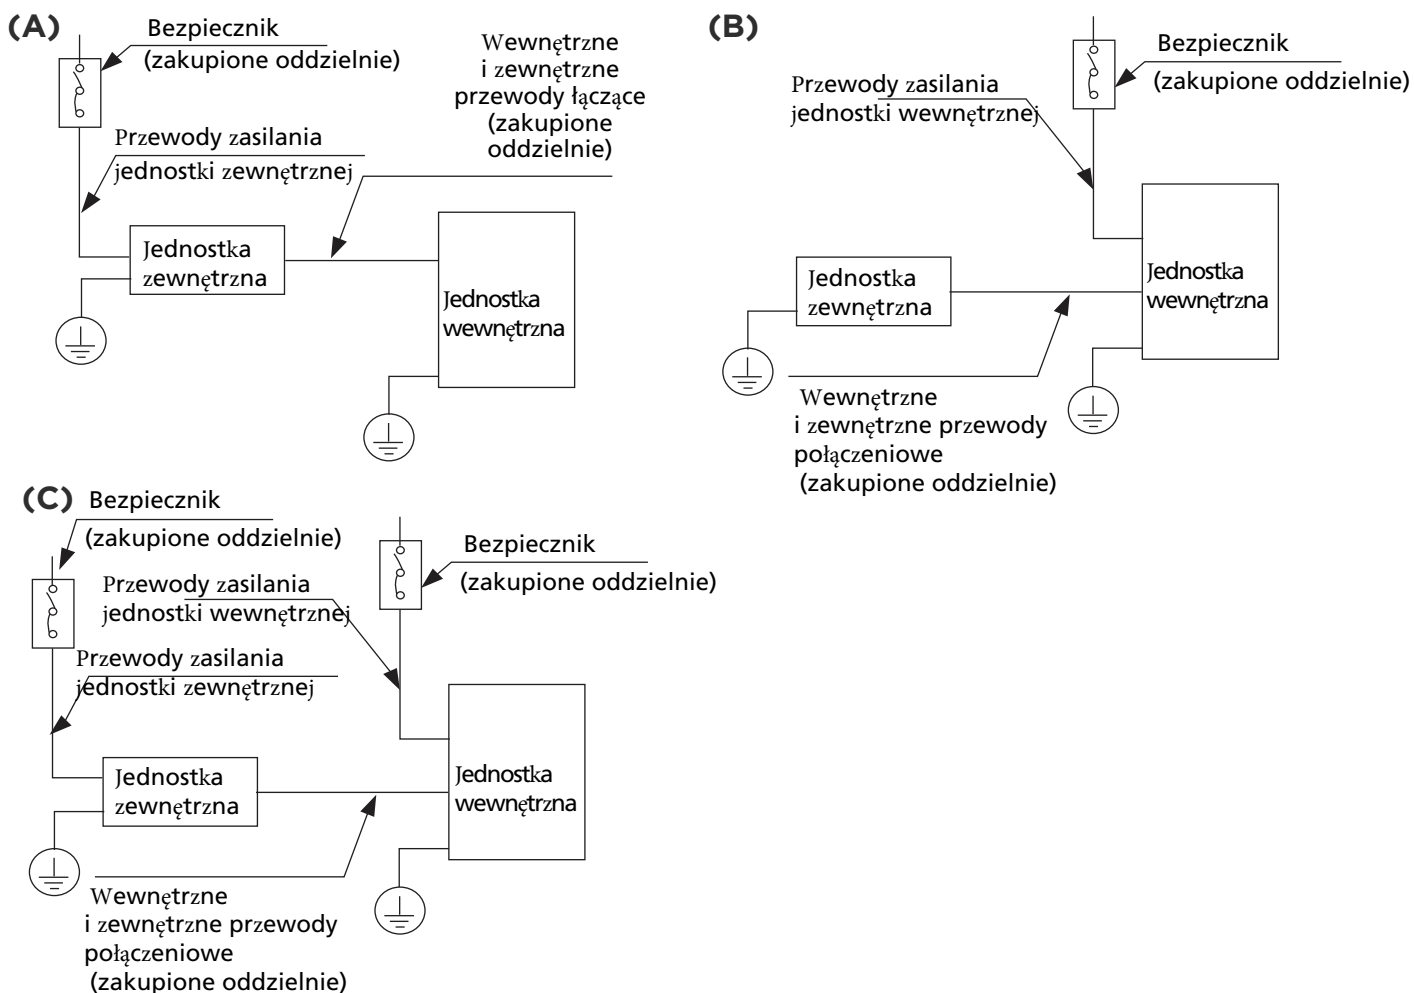 (A)
Bezpiecznik
(zakupione oddzielnie)
Wewnętrzne
i zewnętrzne
przewody łączące
(zakupione
oddzielnie)
Przewody zasilania
jednostki zewnętrznej
Jednostka
zewnętrzna
Jednostka
wewnętrzna
(B)
Bezpiecznik
(zakupione oddzielnie)
Przewody zasilania
jednostki wewnętrznej
Jednostka
zewnętrzna
Jednostka
wewnętrzna
Wewnętrzne
i zewnętrzne przewody
połączeniowe
(zakupione oddzielnie)
(C)
Bezpiecznik
(zakupione oddzielnie)
Bezpiecznik
(zakupione oddzielnie)
Przewody zasilania
jednostki wewnętrznej
Przewody zasilania
jednostki zewnętrznej
Jednostka
zewnętrzna
Jednostka
wewnętrzna
Wewnętrzne
i zewnętrzne przewody
połączeniowe
(zakupione oddzielnie)